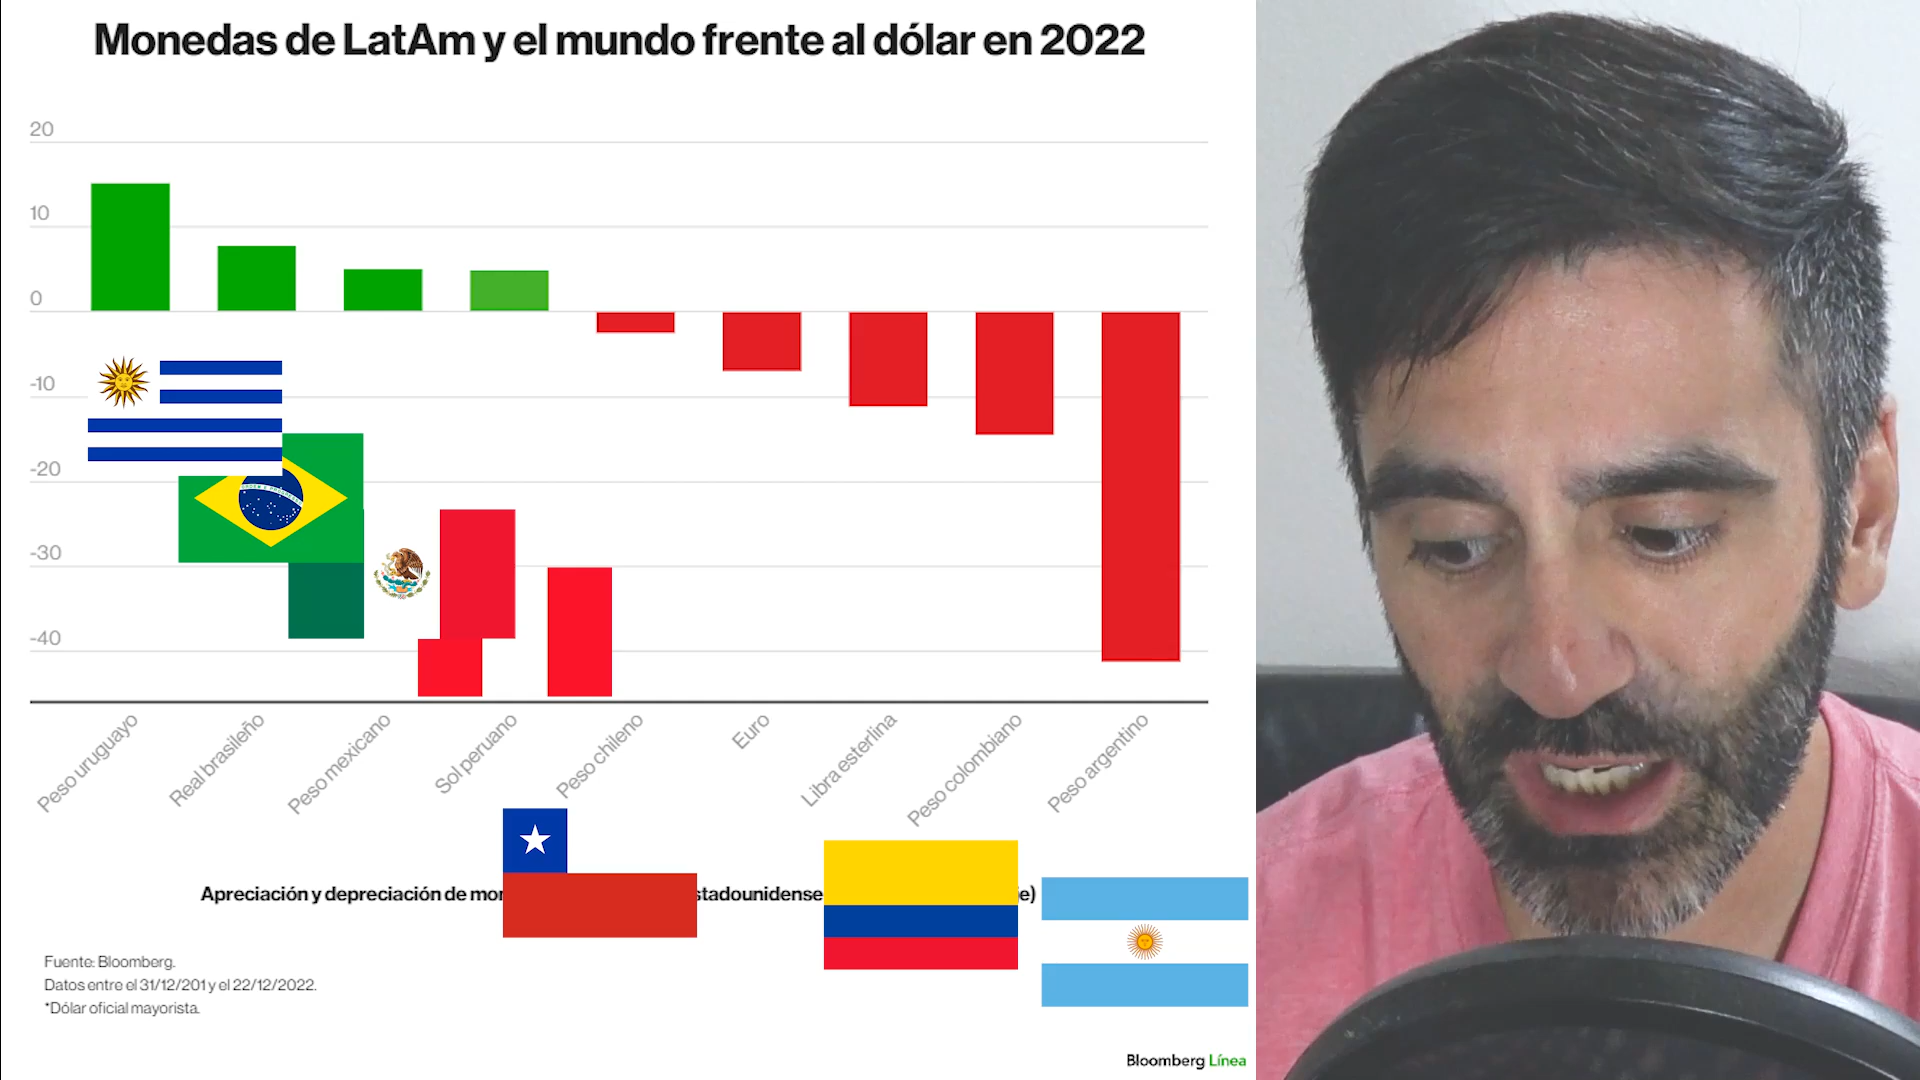 Monedas de LatAm y el mundo frente al dólar en 2022
20
10
0
-10
-20
-30
-40
Peso uruguayo
Real brasileño
Peso mexicano
Sol peruano
Peso chileno
Euro
Libra esterlina
Peso colombiano
Peso argentino
Apreciación y depreciación de mon stadounidense e)
Fuente: Bloomberg.
Datos entre el 31/12/201 y el 22/12/2022.
*Dólar oficial mayorista.
Bloomberg Línea